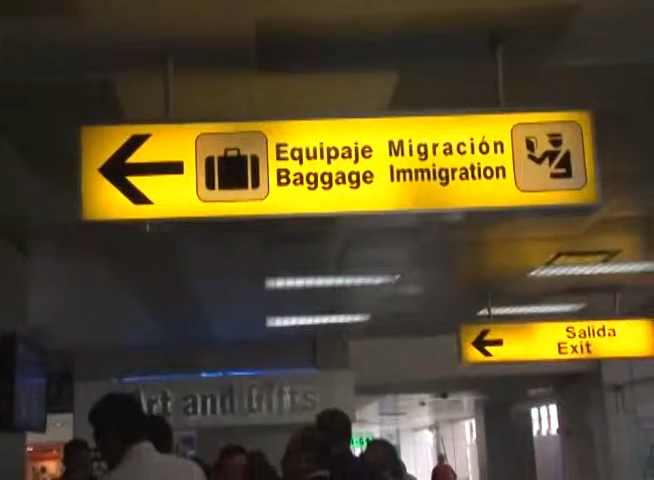 Equipaje Migración
Baggage Immigration
Salida
Exit
Art and Gifts